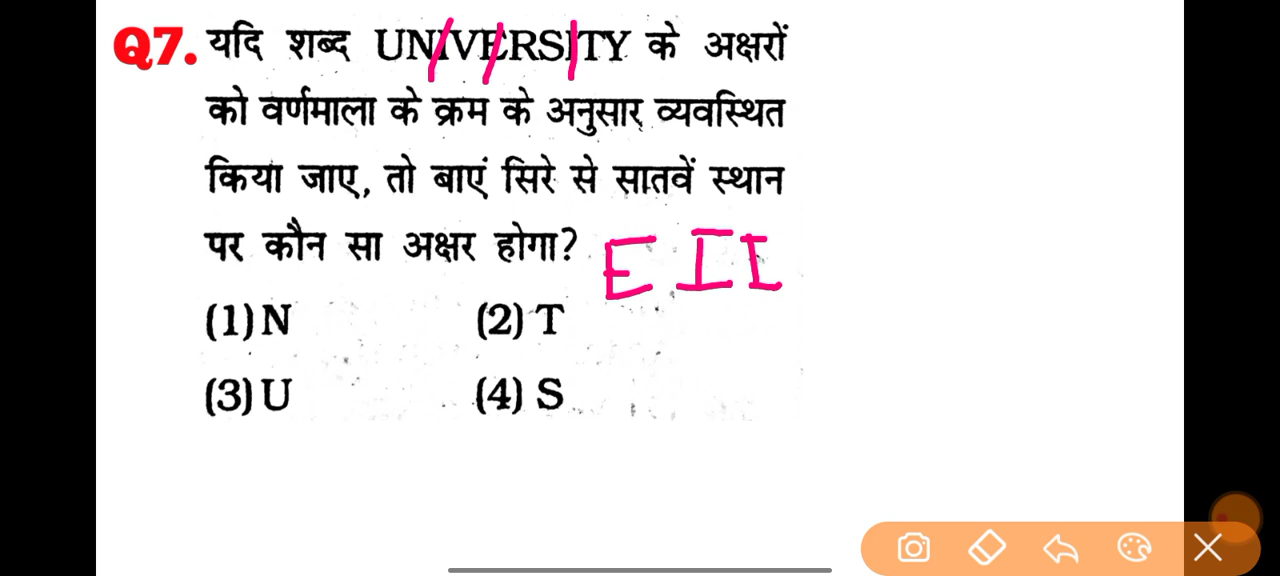 Q7. यदि शब्द UNIVERSITY के अक्षरों
को वर्णमाला के क्रम के अनुसार व्यवस्थित
किया जाए, तो बाएं सिरे से सातवें स्थान
पर कौन सा अक्षर होगा?
E I I
(1) N (2) T
(3) U (4) S